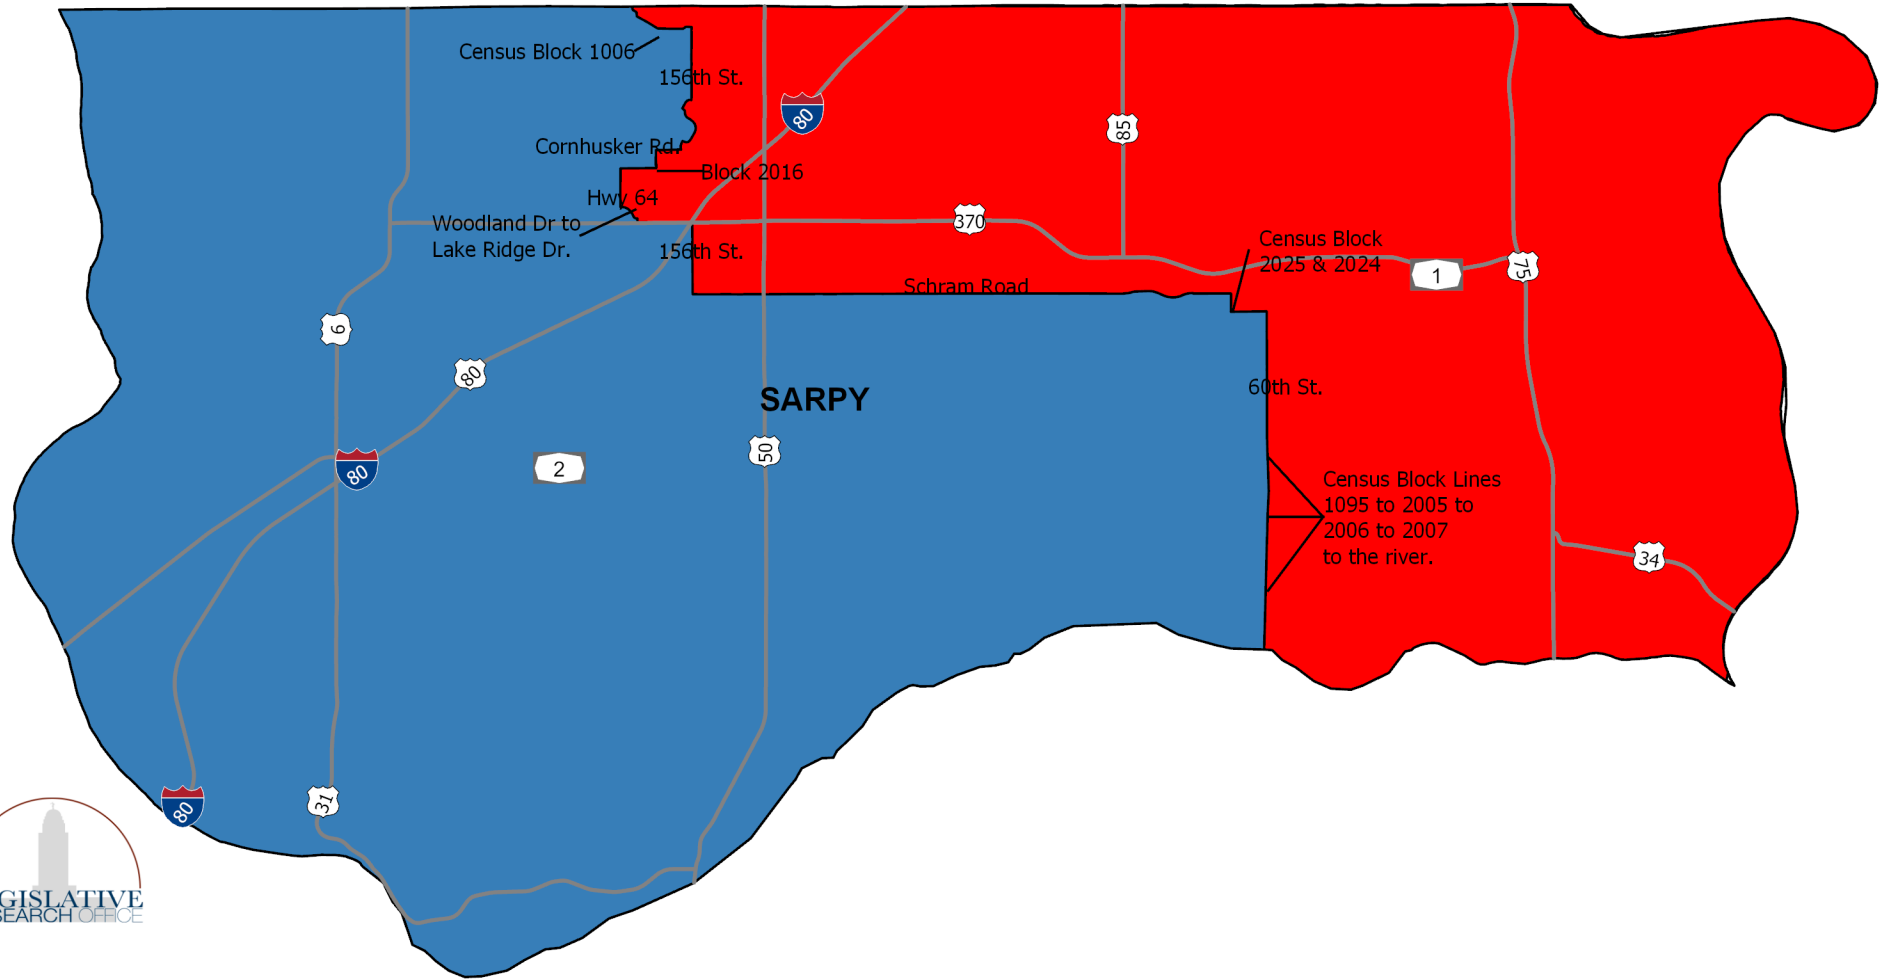 Census Block 1006
156th St.
80
85
Cornhusker Rd.
Block 2016
Hwy 64
Woodland Dr to
Lake Ridge Dr.
370
156th St.
Census Block
2025 & 2024
1
75
Schram Road
6
80
SARPY
60th St.
50
80
2
Census Block Lines
1095 to 2005 to
2006 to 2007
to the river.
34
80
31
GISLATIVE
SEARCH OFFICE